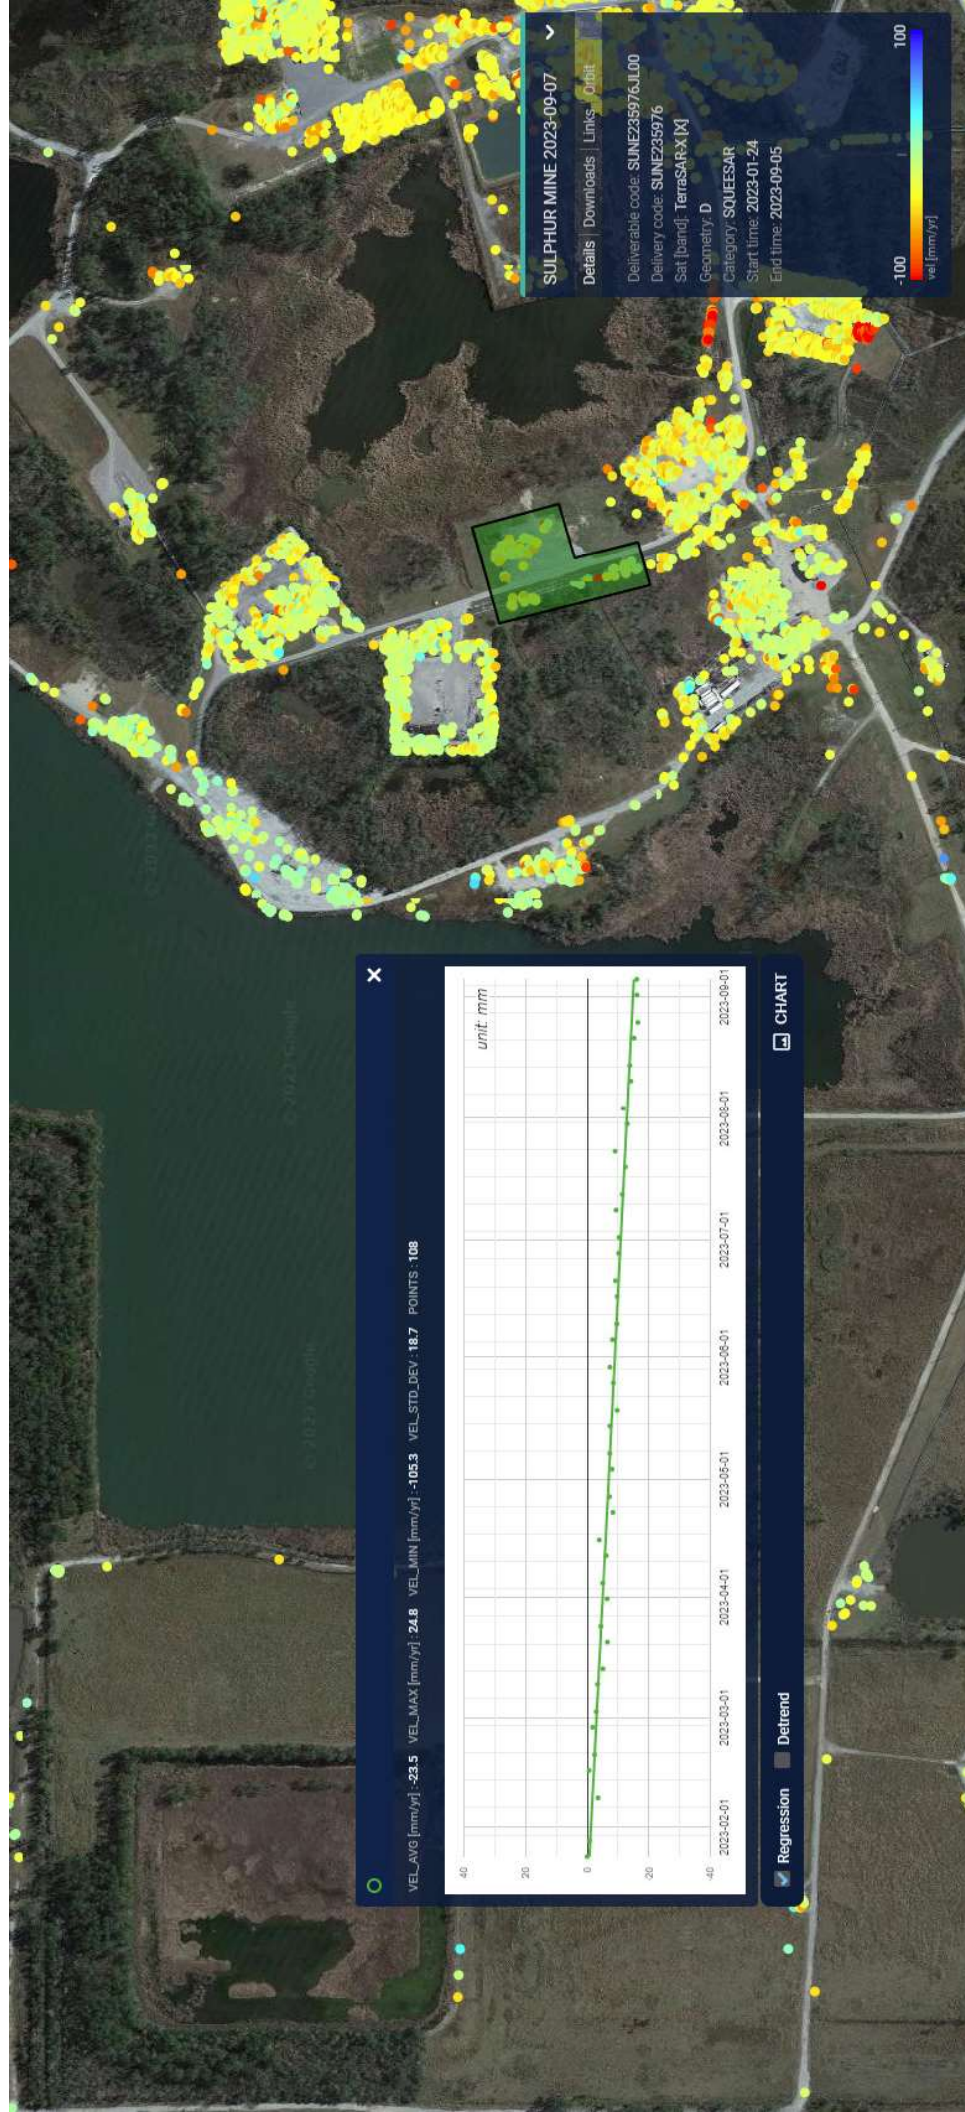 SULPHUR MINE 2023-09-07
Details | Downloads | Links | Orbit
Deliverable code: SUNE235976JL00
Delivery code: SUNE235976
Sat [band]: TerraSAR-X [X]
Geometry: D
Category: SQUEESAR
Start time: 2023-01-24
End time: 2023-09-05
-100 100
vel [mm/yr]
VEL_AVG [mm/yr] : -23.5 VEL_MAX [mm/yr] : 24.8 VEL_MIN [mm/yr] : -105.3 VEL_STD_DEV : 18.7 POINTS : 108
unit: mm
40
20
0
-20
-40
2023-02-01 2023-03-01 2023-04-01 2023-05-01 2023-06-01 2023-07-01 2023-08-01 2023-09-01
Regression Detrend CHART